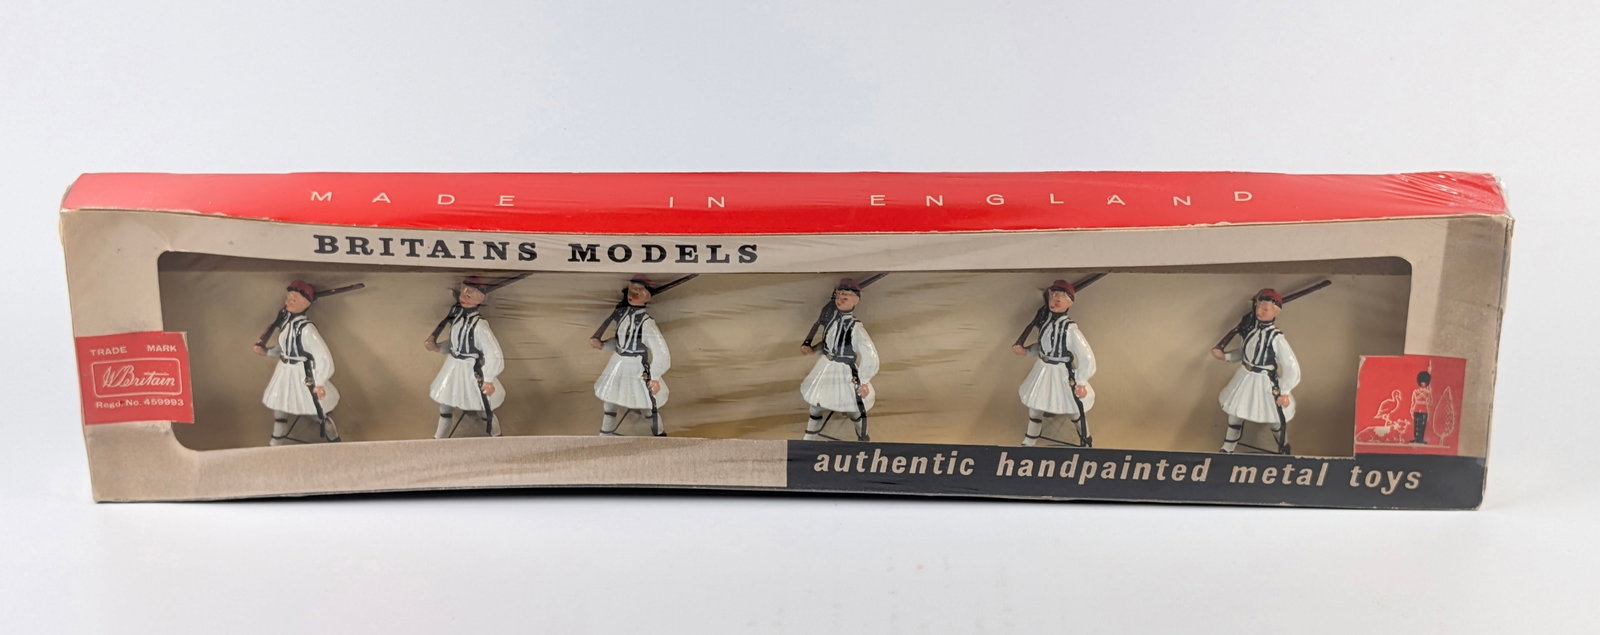 MADE IN ENGLAND
BRITAINS MODELS
TRADE MARK
W Britain
Regd. No. 459993
authentic handpainted metal toys